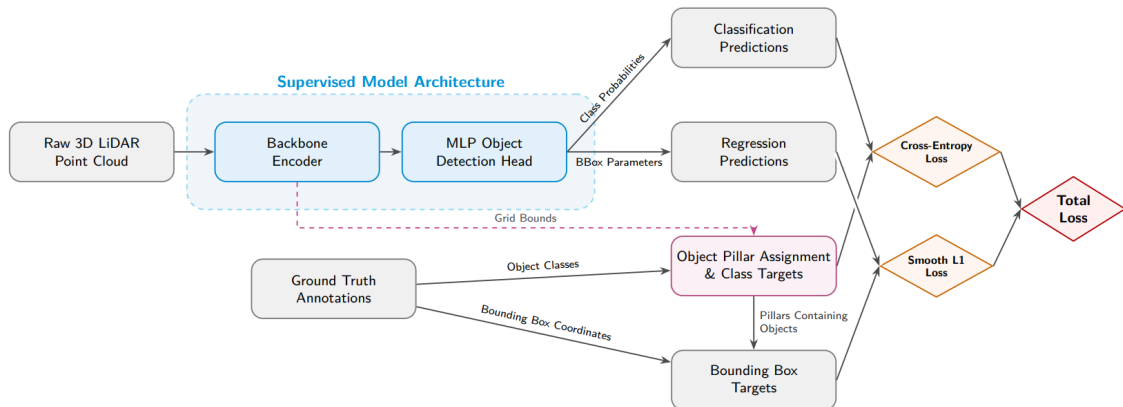 Classification
Predictions
Supervised Model Architecture
Class Probabilities
Raw 3D LiDAR
Point Cloud
Backbone
Encoder
MLP Object
Detection Head
BBox Parameters
Regression
Predictions
Cross-Entropy
Loss
Total
Loss
Grid Bounds
Object Classes
Object Pillar Assignment
& Class Targets
Smooth L1
Loss
Ground Truth
Annotations
Bounding Box Coordinates
Pillars Containing
Objects
Bounding Box
Targets